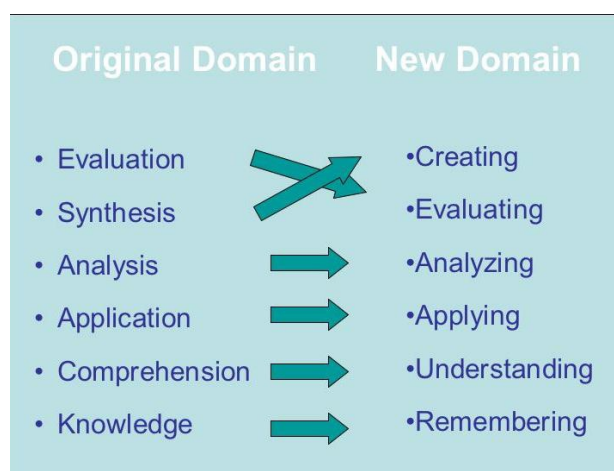 Original Domain New Domain
• Evaluation •Creating
• Synthesis •Evaluating
• Analysis •Analyzing
• Application •Applying
• Comprehension •Understanding
• Knowledge •Remembering